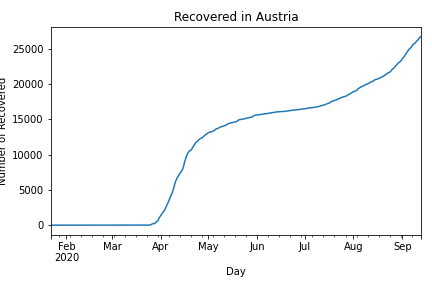 Recovered in Austria
Number of Recovered
25000
20000
15000
10000
5000
0
Feb Mar Apr May Jun Jul Aug Sep
2020
Day